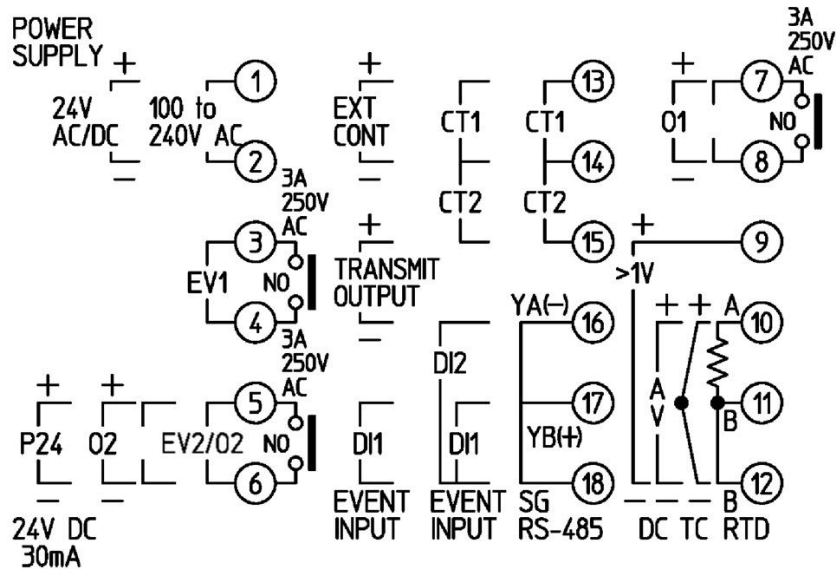 POWER
SUPPLY
+
24V
AC/DC
100 to
240V AC
1
2
EXT
CONT
+
CT1
CT2
CT1
CT2
13
14
15
+
O1
7
8
3A
250V
AC
NO
3A
250V
AC
3
4
EV1
NO
+
TRANSMIT
OUTPUT
+
>1V
9
3A
250V
AC
DI2
YA(-)
16
17
YB(+)
18
+ +
A
10
A
V
B
11
B
12
+
P24
+
O2
EV2/O2
5
6
NO
DI1
DI1
24V DC
30mA
EVENT
INPUT
EVENT
INPUT
SG
RS-485
DC TC RTD